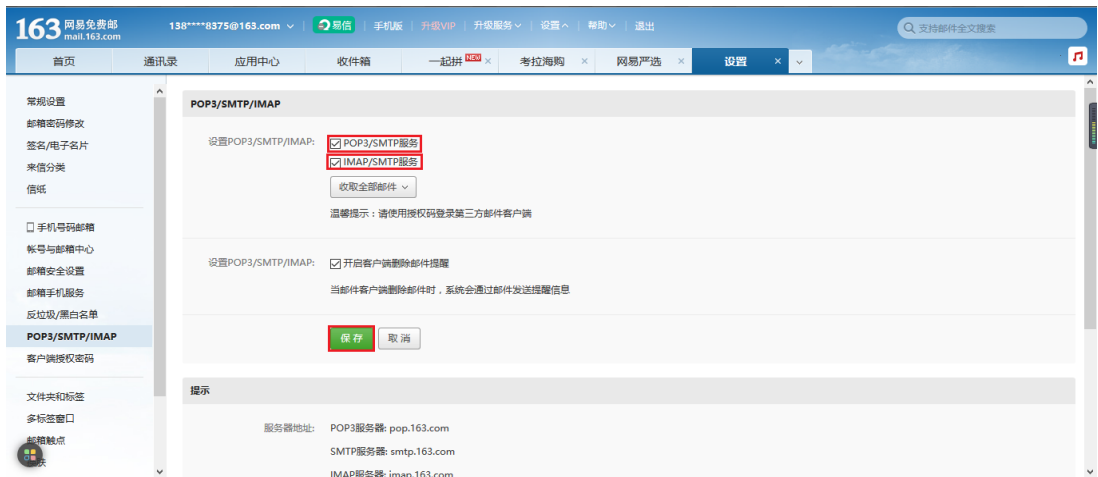 163 网易免费邮
mail.163.com
138****8375@163.com
易信
手机版
升级VIP
升级服务
设置
帮助
退出
支持邮件全文搜索
首页
通讯录
应用中心
收件箱
一起拼 NEW
考拉海购
网易严选
设置
常规设置
邮箱密码修改
签名/电子名片
来信分类
信纸
手机号码邮箱
帐号与邮箱中心
邮箱安全设置
邮箱手机服务
反垃圾/黑白名单
POP3/SMTP/IMAP
客户端授权密码
文件夹和标签
多标签窗口
邮箱触点
肤
POP3/SMTP/IMAP
设置POP3/SMTP/IMAP:
POP3/SMTP服务
IMAP/SMTP服务
收取全部邮件
温馨提示：请使用授权码登录第三方邮件客户端
设置POP3/SMTP/IMAP:
开启客户端删除邮件提醒
当邮件客户端删除邮件时，系统会通过邮件发送提醒信息
保 存
取 消
提示
服务器地址:
POP3服务器: pop.163.com
SMTP服务器: smtp.163.com
IMAP服务器: imap.163.com